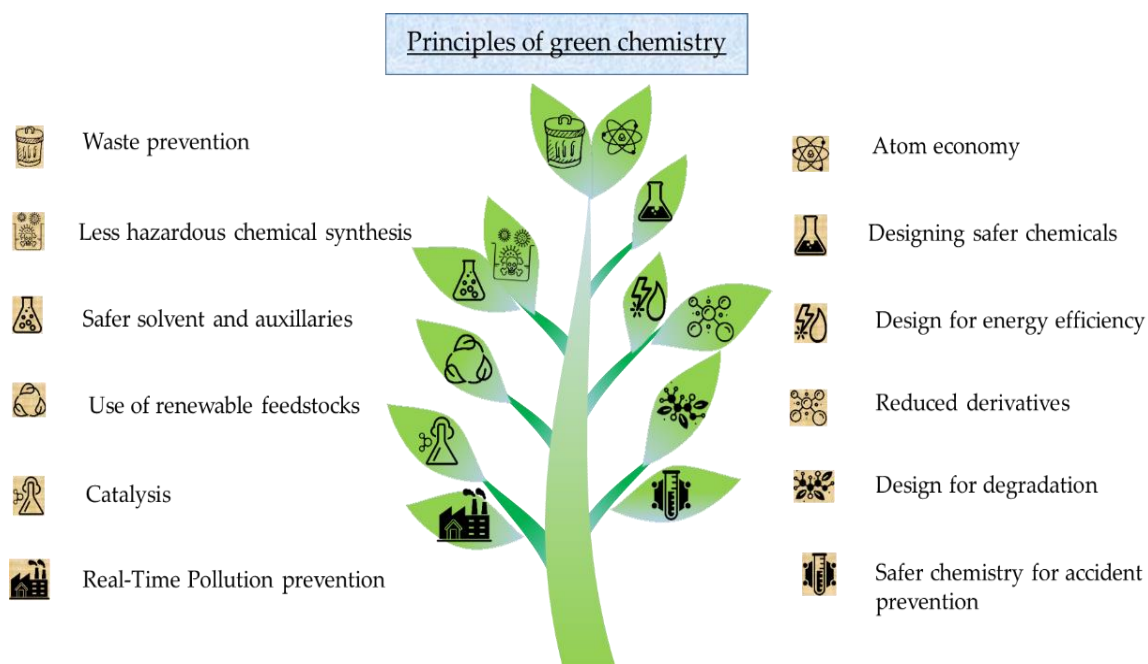 Principles of green chemistry
Waste prevention
Atom economy
Less hazardous chemical synthesis
Designing safer chemicals
Safer solvent and auxillaries
Design for energy efficiency
Use of renewable feedstocks
Reduced derivatives
Catalysis
Design for degradation
Real-Time Pollution prevention
Safer chemistry for accident
prevention